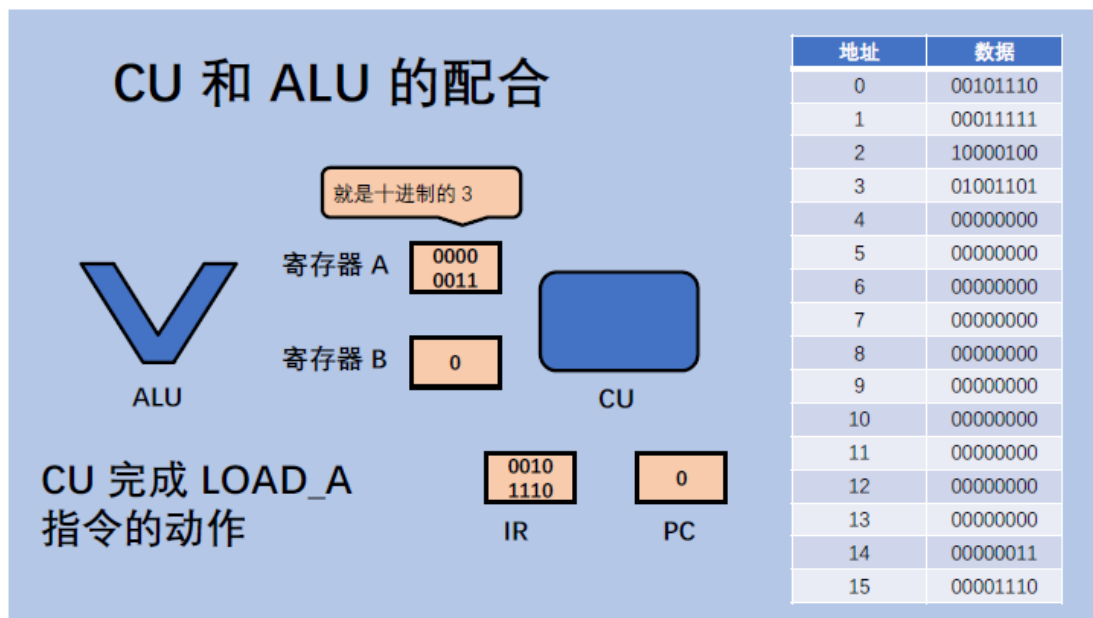 CU 和 ALU 的配合
就是十进制的 3
寄存器 A
0000
0011
寄存器 B
0
ALU
CU
CU 完成 LOAD_A
指令的动作
0010
1110
IR
0
PC
地址 数据
0 00101110
1 00011111
2 10000100
3 01001101
4 00000000
5 00000000
6 00000000
7 00000000
8 00000000
9 00000000
10 00000000
11 00000000
12 00000000
13 00000000
14 00000011
15 00001110